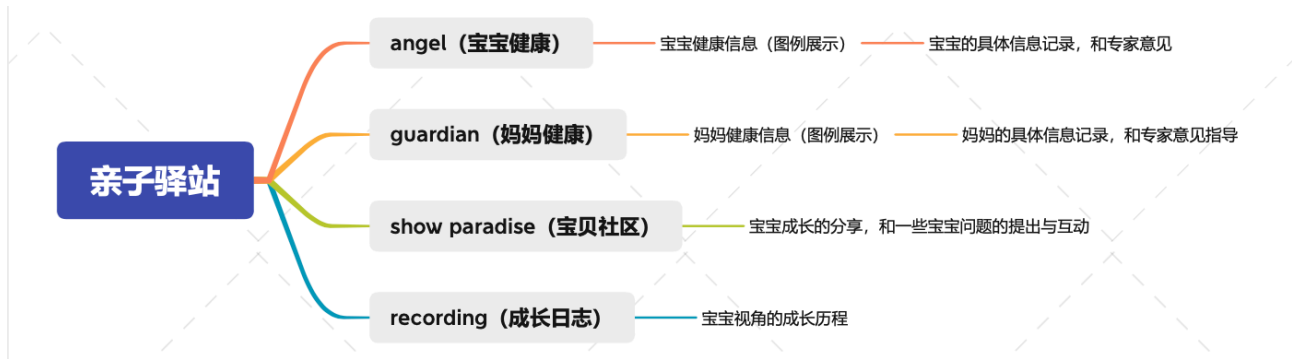 亲子驿站
angel（宝宝健康）
宝宝健康信息（图例展示）
宝宝的具体信息记录，和专家意见
guardian（妈妈健康）
妈妈健康信息（图例展示）
妈妈的具体信息记录，和专家意见指导
show paradise（宝贝社区）
宝宝成长的分享，和一些宝宝问题的提出与互动
recording（成长日志）
宝宝视角的成长历程